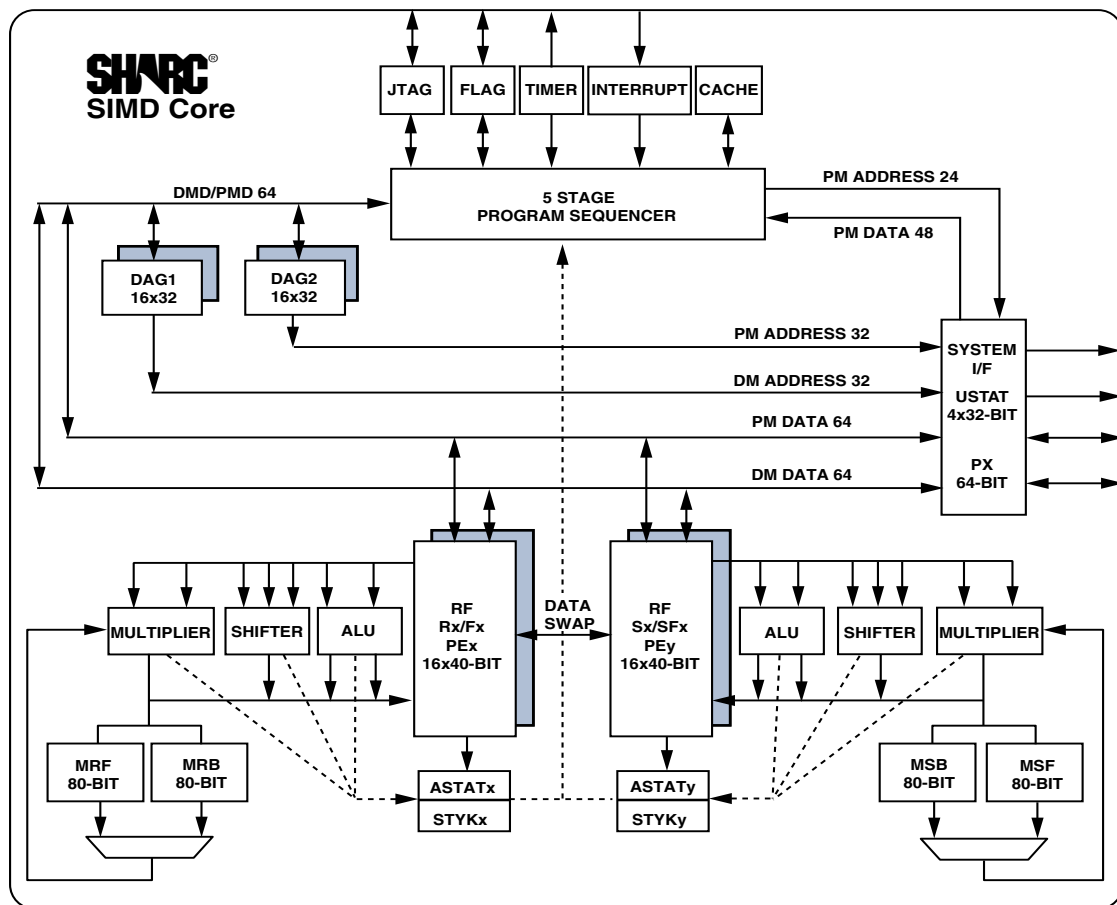 SHARC®
SIMD Core
JTAG
FLAG
TIMER
INTERRUPT
CACHE
DMD/PMD 64
5 STAGE
PROGRAM SEQUENCER
PM ADDRESS 24
PM DATA 48
DAG1
16x32
DAG2
16x32
PM ADDRESS 32
DM ADDRESS 32
PM DATA 64
DM DATA 64
SYSTEM
I/F
USTAT
4x32-BIT
PX
64-BIT
MULTIPLIER
SHIFTER
ALU
RF
Rx/Fx
PEx
16x40-BIT
DATA
SWAP
RF
Sx/SFx
PEy
16x40-BIT
ALU
SHIFTER
MULTIPLIER
MRF
80-BIT
MRB
80-BIT
ASTATx
STYKx
ASTATy
STYKy
MSB
80-BIT
MSF
80-BIT